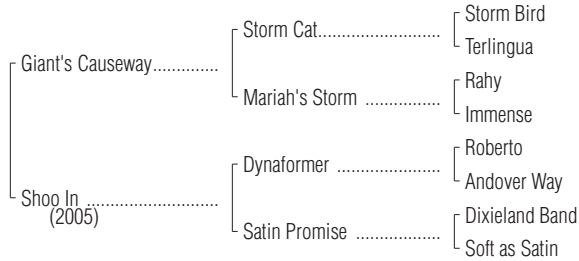 Storm Bird
Storm Cat..............................
Terlingua
Giant's Causeway.............
Rahy
Mariah's Storm ..................
Immense
Roberto
Dynaformer .........................
Andover Way
Shoo In ...............................
(2005)
Dixieland Band
Satin Promise ......................
Soft as Satin